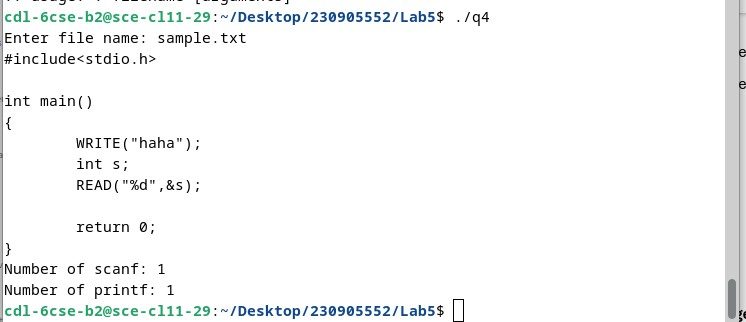 cdl-6cse-b2@sce-cl11-29:~/Desktop/230905552/Lab5$ ./q4
Enter file name: sample.txt
#include<stdio.h>

int main()
{
        WRITE("haha");
        int s;
        READ("%d",&s);

        return 0;
}
Number of scanf: 1
Number of printf: 1
cdl-6cse-b2@sce-cl11-29:~/Desktop/230905552/Lab5$